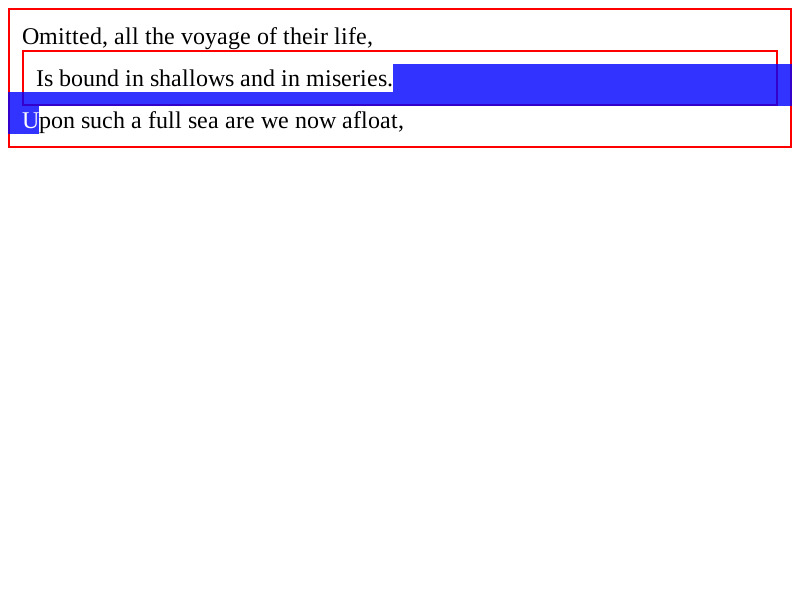 Omitted, all the voyage of their life,
Is bound in shallows and in miseries.
Upon such a full sea are we now afloat,